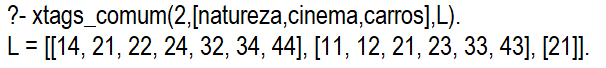 ?- xtags_comum(2,[natureza,cinema,carros],L).
L = [[14, 21, 22, 24, 32, 34, 44], [11, 12, 21, 23, 33, 43], [21]].